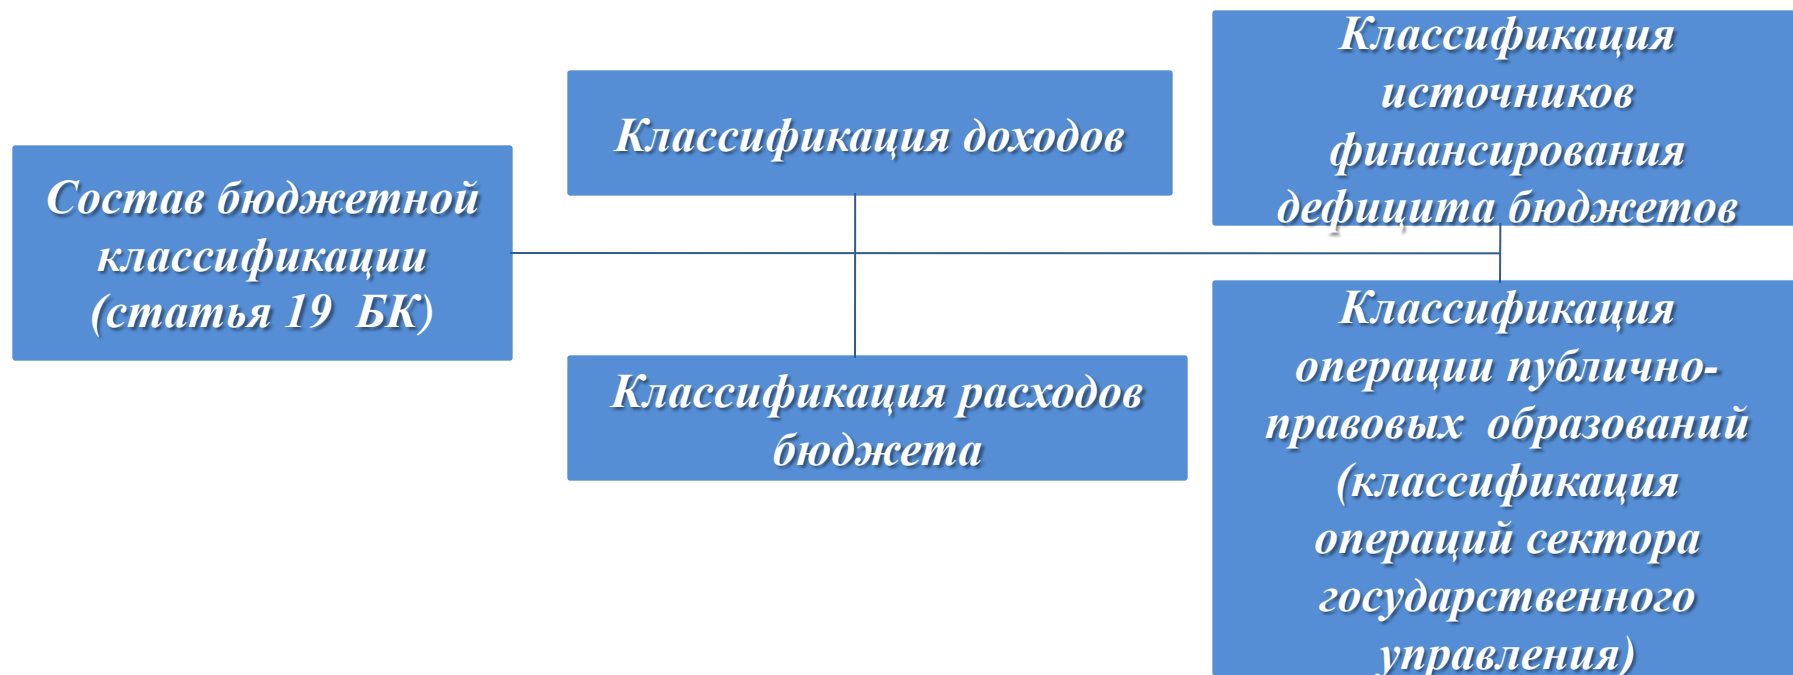 Состав бюджетной
классификации
(статья 19 БК)
Классификация доходов
Классификация расходов
бюджета
Классификация
источников
финансирования
дефицита бюджетов
Классификация
операции публично-
правовых образований
(классификация
операций сектора
государственного
управления)